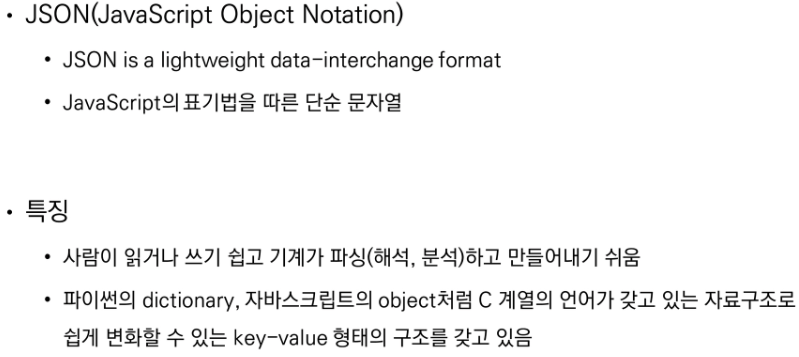 • JSON(JavaScript Object Notation)
• JSON is a lightweight data-interchange format
• JavaScript의 표기법을 따른 단순 문자열
• 특징
• 사람이 읽거나 쓰기 쉽고 기계가 파싱(해석, 분석)하고 만들어내기 쉬움
• 파이썬의 dictionary, 자바스크립트의 object처럼 C 계열의 언어가 갖고 있는 자료구조로
쉽게 변화할 수 있는 key-value 형태의 구조를 갖고 있음